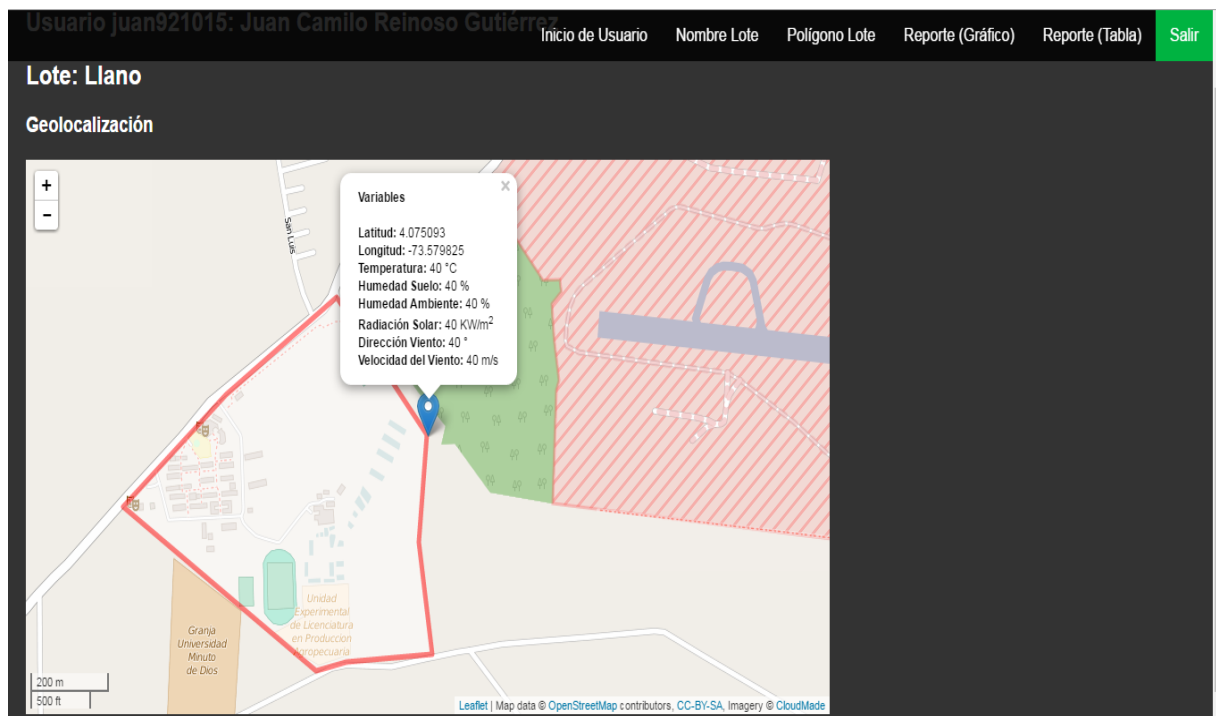 Usuario juan921015: Juan Camilo Reinoso Gutiérrez
Inicio de Usuario
Nombre Lote
Polígono Lote
Reporte (Gráfico)
Reporte (Tabla)
Salir
Lote: Llano
Geolocalización
+
-
San Luis
×
Variables
Latitud: 4.075093
Longitud: -73.579825
Temperatura: 40 °C
Humedad Suelo: 40 %
Humedad Ambiente: 40 %
Radiación Solar: 40 KW/m²
Dirección Viento: 40 °
Velocidad del Viento: 40 m/s
Unidad
Experimental
de Licenciatura
en Produccion
Agropecuaria
Granja
Universidad
Minuto
de Dios
200 m
500 ft
Leaflet | Map data © OpenStreetMap contributors, CC-BY-SA, Imagery © CloudMade